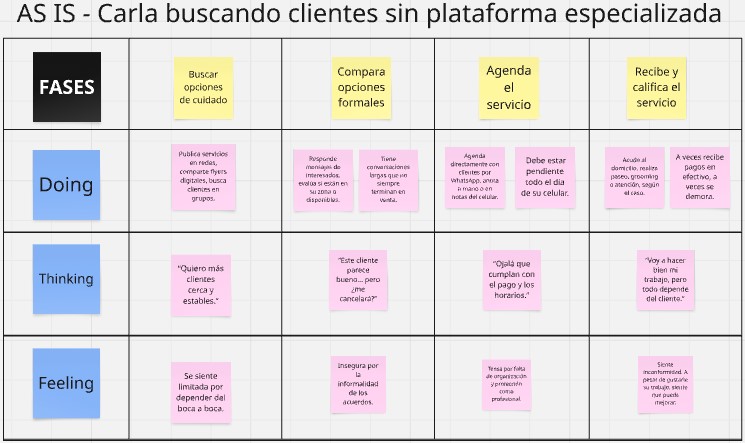 AS IS - Carla buscando clientes sin plataforma especializada
FASES
Buscar
opciones
de cuidado
Compara
opciones
formales
Agenda
el
servicio
Recibe y
califica el
servicio
Doing
Publica servicios
en redes,
comparte flyers
digitales, busca
clientes en
grupos.
Responde
mensajes de
interesados,
evalúa si están en
su zona o
disponibles.
Tiene
conversaciones
largas que no
siempre
terminan en
venta.
Agenda
directamente con
clientes por
WhatsApp, anota
a mano o en
notas del celular.
Debe estar
pendiente
todo el día
de su celular.
Acude al
domicilio, realiza
paseo, grooming
o atención, según
el caso.
A veces recibe
pagos en
efectivo, a
veces se
demora.
Thinking
“Quiero más
clientes
cerca y
estables.”
“Este cliente
parece
bueno... pero
¿me
cancelará?”
“Ojalá que
cumplan con
el pago y los
horarios.”
“Voy a hacer
bien mi
trabajo, pero
todo depende
del cliente.”
Feeling
Se siente
limitada por
depender del
boca a boca.
Insegura por
la
informalidad
de los
acuerdos.
Tensa por falta
de organización
y protección
como
profesional.
Siente
inconformidad. A
pesar de gustarle
su trabajo, siente
que puede
mejorar.